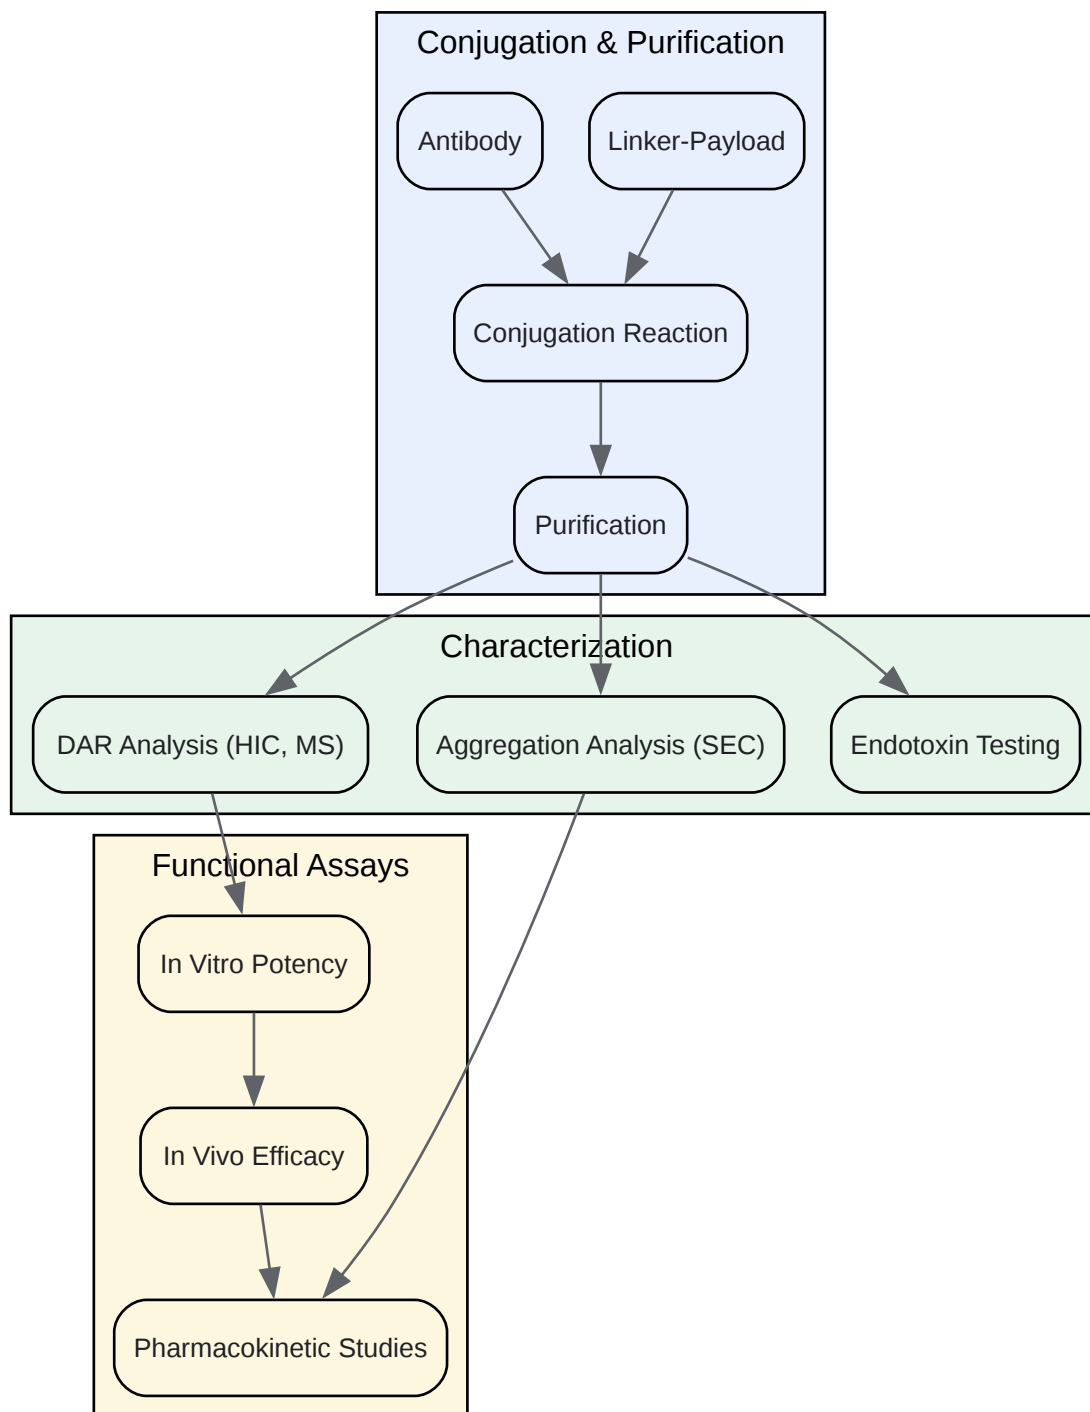 Conjugation & Purification
Antibody
Linker-Payload
Conjugation Reaction
Purification
Characterization
DAR Analysis (HIC, MS)
Aggregation Analysis (SEC)
Endotoxin Testing
Functional Assays
In Vitro Potency
In Vivo Efficacy
Pharmacokinetic Studies